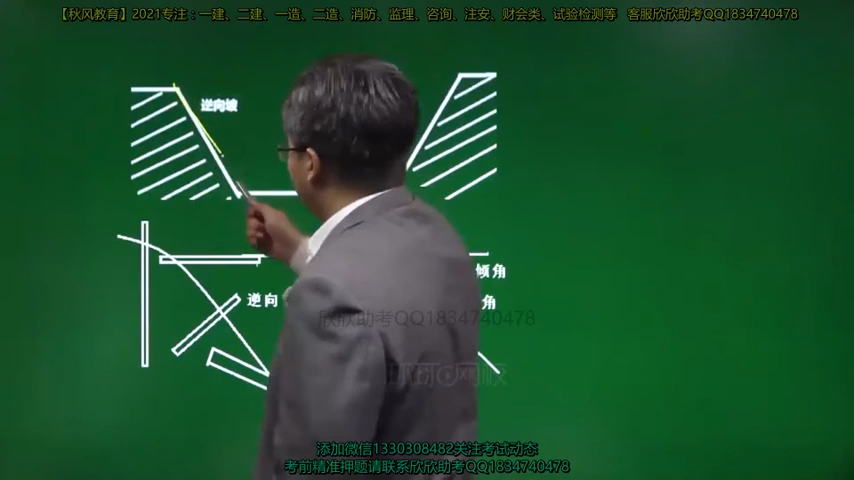 【秋风教育】2021专注：一建、二建、一造、二造、消防、监理、咨询、注安、财会类、试验检测等 客服欣欣助考QQ1834740478
逆向坡
倾角
逆向
角
欣欣助考QQ1834740478
环球网校
添加微信1330308482关注考试动态
考前精准押题请联系欣欣助考QQ1834740478